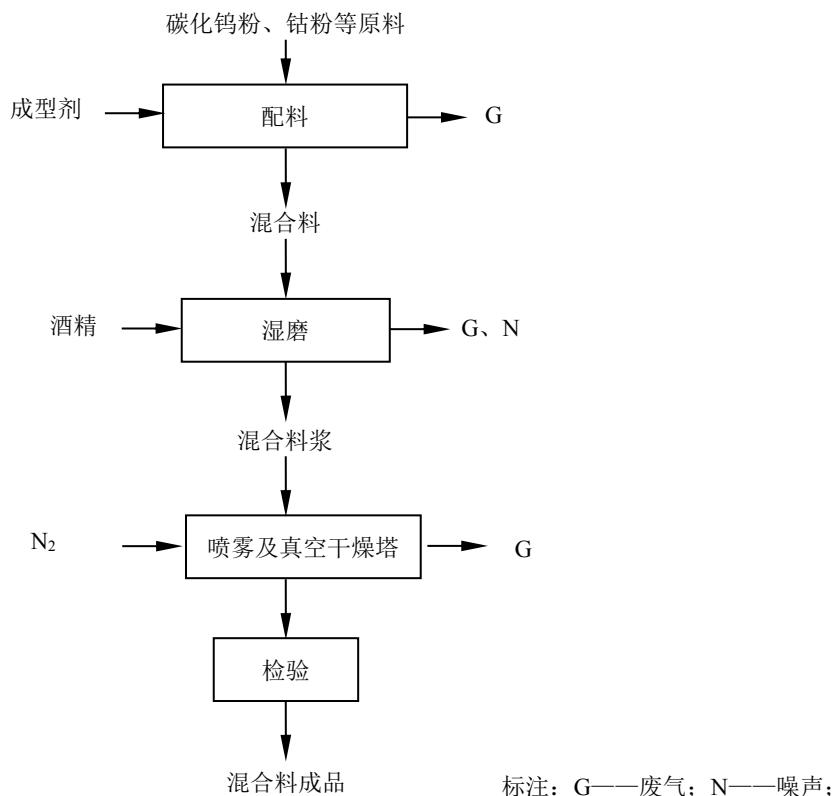 碳化钨粉、钴粉等原料
成型剂
配料
G
混合料
酒精
湿磨
G、N
混合料浆
N₂
喷雾及真空干燥塔
G
检验
混合料成品
标注：G——废气；N——噪声；